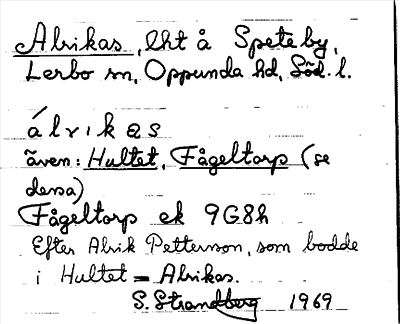 Alrikas, lht å Speteby,
Lerbo sn, Oppunda hd, Söd. l.
álrikas
även: Hultet, Fågeltorp (se
dessa)
Fågeltorp ek 9G8h
Efter Alrik Pettersson, som bodde
i Hultet = Alrikas.
S. Strandberg 1969